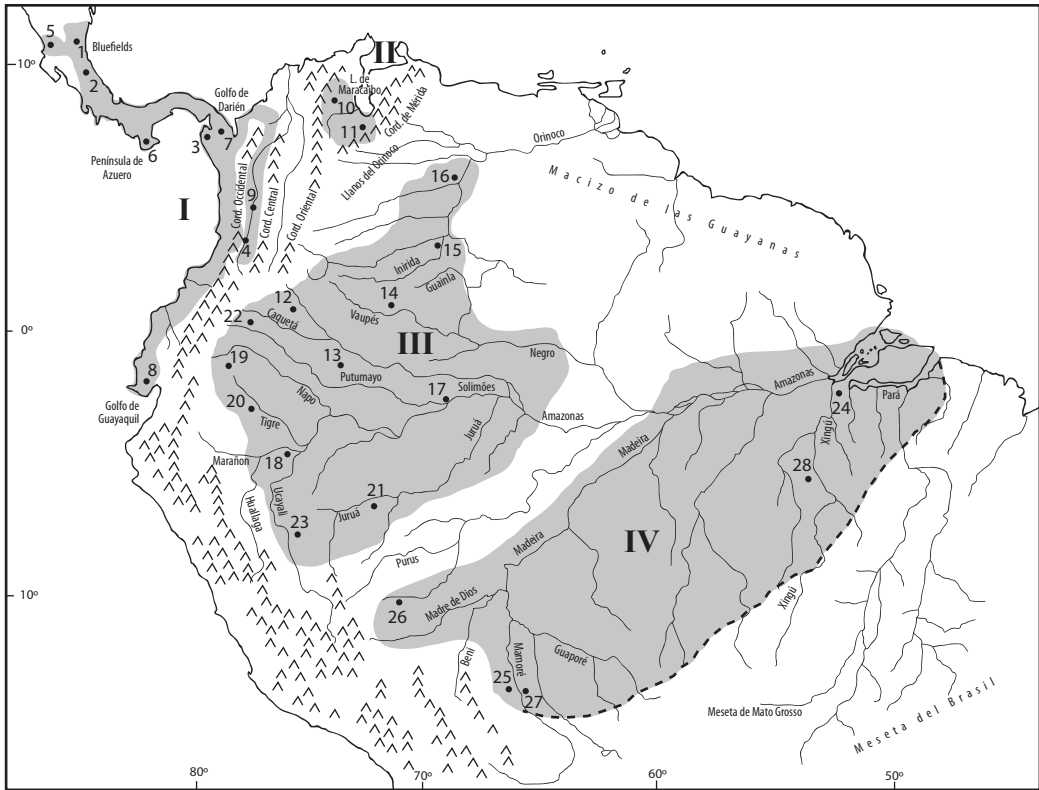 5
1
Bluefields
2
10º
Golfo de
Darién
II
L. de
Maracaibo
10
11
Cord. de Mérida
3
7
6
Península de
Azuero
I
Cord. Occidental
Cord. Central
Cord. Oriental
9
4
Llanos del Orinoco
Orinoco
16
Macizo de las Guayanas
15
Inirida
Guainía
14
Vaupés
12
Caquetá
22
0º
III
Negro
19
13
Putumayo
Solimões
17
8
Golfo de
Guayaquil
Napo
20
Tigre
Amazonas
Amazonas
Pará
24
Xingú
Juruá
Madeira
Marañon
18
Ucayali
Huallaga
21
Juruá
23
28
IV
Madeira
Purus
10º
26
Madre de Dios
Xingú
Beni
Mamoré
Guaporé
25
27
Meseta de Mato Grosso
Meseta del Brasil
80º
70º
60º
50º